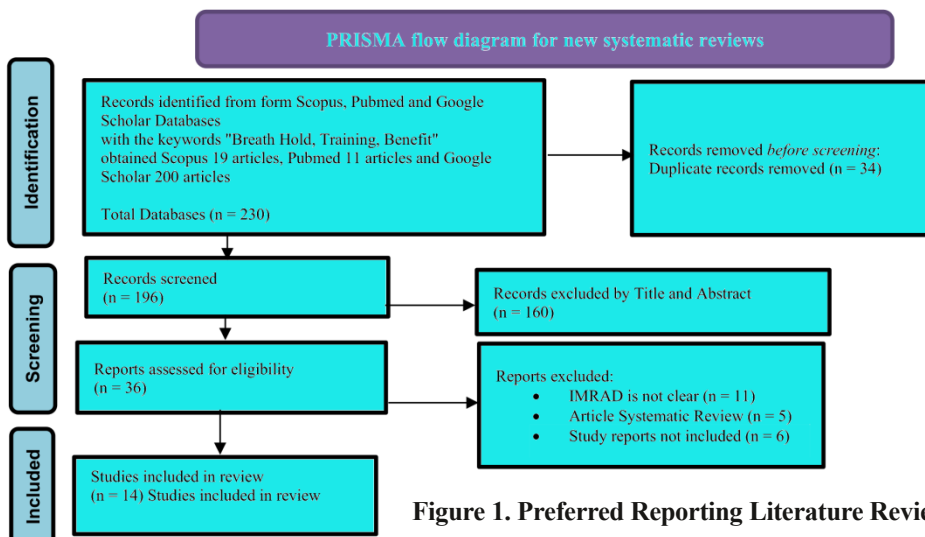 PRISMA flow diagram for new systematic reviews
Identification
Records identified from form Scopus, Pubmed and Google
Scholar Databases
with the keywords "Breath Hold, Training, Benefit"
obtained Scopus 19 articles, Pubmed 11 articles and Google
Scholar 200 articles
Total Databases (n = 230)
Records removed before screening:
Duplicate records removed (n = 34)
Screening
Records screened
(n = 196)
Records excluded by Title and Abstract
(n = 160)
Reports assessed for eligibility
(n = 36)
Reports excluded:
• IMRAD is not clear (n = 11)
• Article Systematic Review (n = 5)
• Study reports not included (n = 6)
Included
Studies included in review
(n = 14) Studies included in review
Figure 1. Preferred Reporting Literature